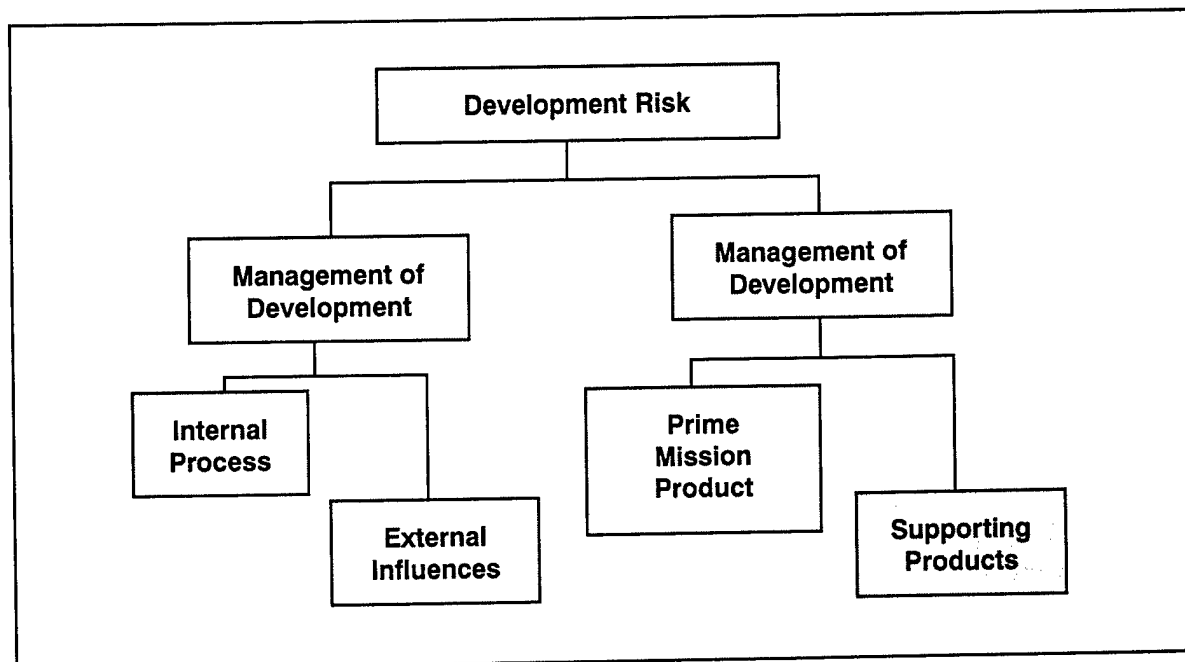 Development Risk
Management of
Development
Management of
Development
Internal
Process
External
Influences
Prime
Mission
Product
Supporting
Products